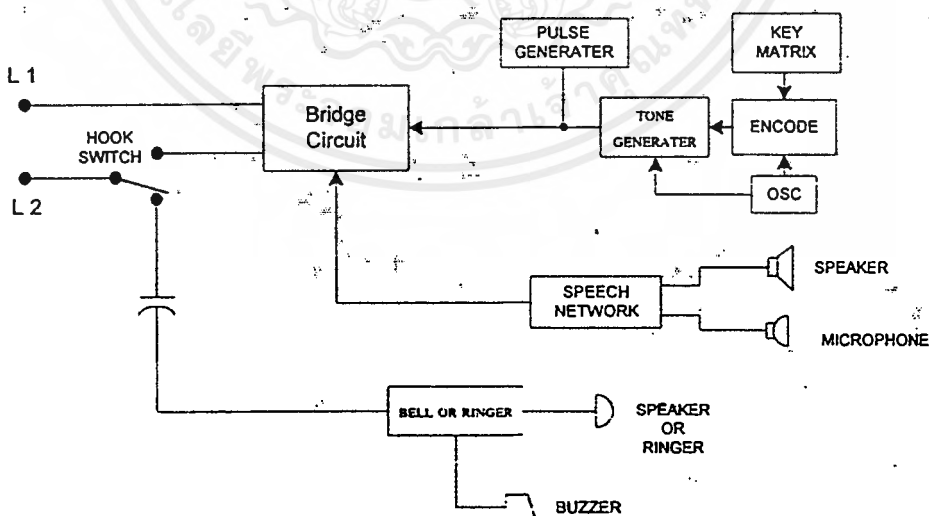 PULSE
GENERATER
KEY
MATRIX
L 1
Bridge
Circuit
TONE
GENERATER
ENCODE
HOOK
SWITCH
L 2
OSC
SPEECH
NETWORK
SPEAKER
MICROPHONE
BELL OR RINGER
SPEAKER
OR
RINGER
BUZZER